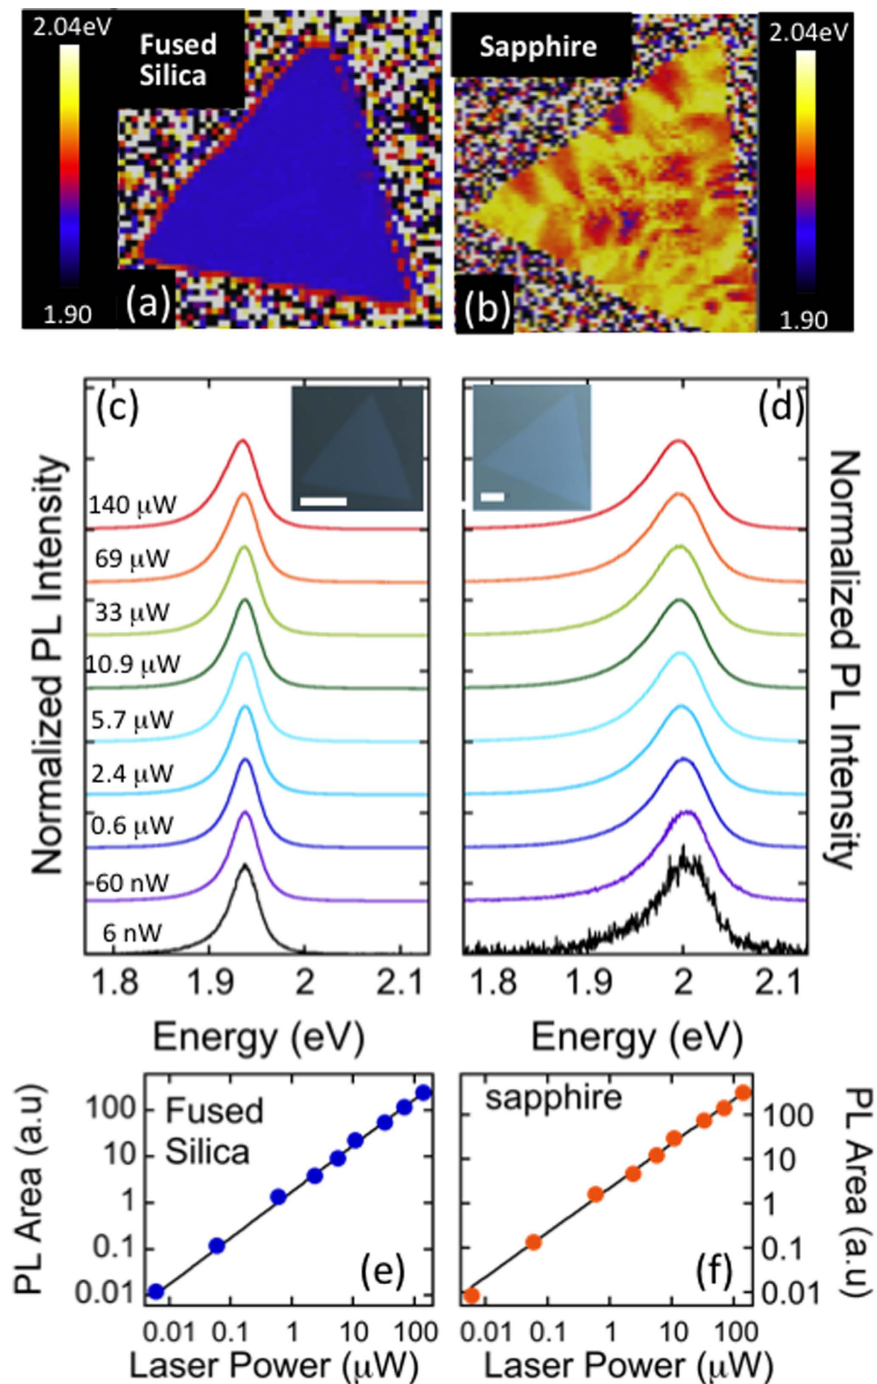 2.04eV
Fused
Silica
1.90
(a)
Sapphire
2.04eV
(b)
1.90
(c)
(d)
Normalized PL Intensity
140 μW
69 μW
33 μW
10.9 μW
5.7 μW
2.4 μW
0.6 μW
60 nW
6 nW
Normalized PL Intensity
1.8 1.9 2 2.1
1.8 1.9 2 2.1
Energy (eV)
Energy (eV)
PL Area (a.u)
100
10
1
0.1
0.01
Fused
Silica
(e)
0.01 0.1 1 10 100
Laser Power (μW)
sapphire
(f)
100
10
1
0.1
0.01
PL Area (a.u)
0.01 0.1 1 10 100
Laser Power (μW)